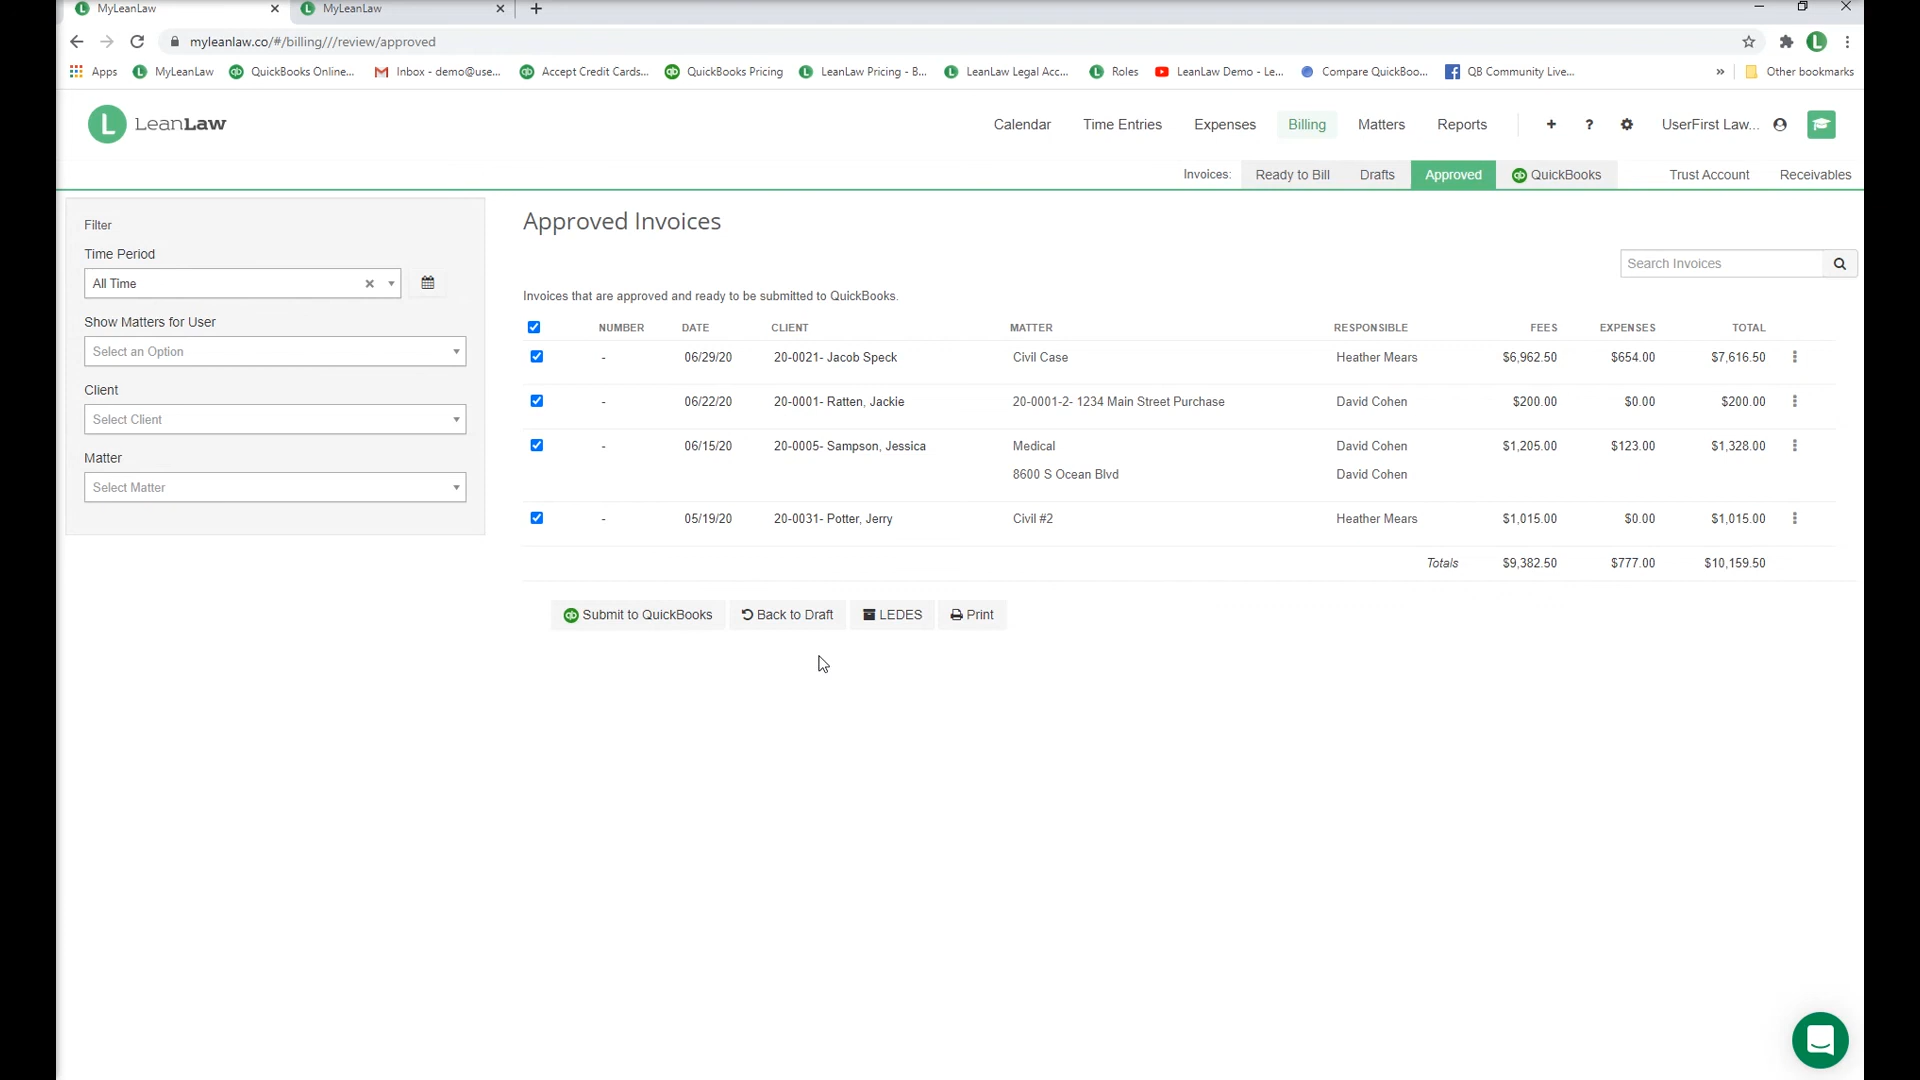 MyLeanLaw
MyLeanLaw
myleanlaw.co/#/billing///review/approved
Apps MyLeanLaw QuickBooks Online... Inbox - demo@use... Accept Credit Cards... QuickBooks Pricing LeanLaw Pricing - B... LeanLaw Legal Acc... Roles LeanLaw Demo - Le... Compare QuickBoo... QB Community Live... » Other bookmarks
L LeanLaw
Calendar Time Entries Expenses Billing Matters Reports + ? UserFirst Law...
Invoices: Ready to Bill Drafts Approved QuickBooks Trust Account Receivables
Filter
Time Period
All Time
Show Matters for User
Select an Option
Client
Select Client
Matter
Select Matter
Approved Invoices
Search Invoices
Invoices that are approved and ready to be submitted to QuickBooks.
NUMBER DATE CLIENT MATTER RESPONSIBLE FEES EXPENSES TOTAL
- 06/29/20 20-0021- Jacob Speck Civil Case Heather Mears $6,962.50 $654.00 $7,616.50
- 06/22/20 20-0001- Ratten, Jackie 20-0001-2- 1234 Main Street Purchase David Cohen $200.00 $0.00 $200.00
- 06/15/20 20-0005- Sampson, Jessica Medical David Cohen $1,205.00 $123.00 $1,328.00
8600 S Ocean Blvd David Cohen
- 05/19/20 20-0031- Potter, Jerry Civil #2 Heather Mears $1,015.00 $0.00 $1,015.00
Totals $9,382.50 $777.00 $10,159.50
Submit to QuickBooks Back to Draft LEDES Print